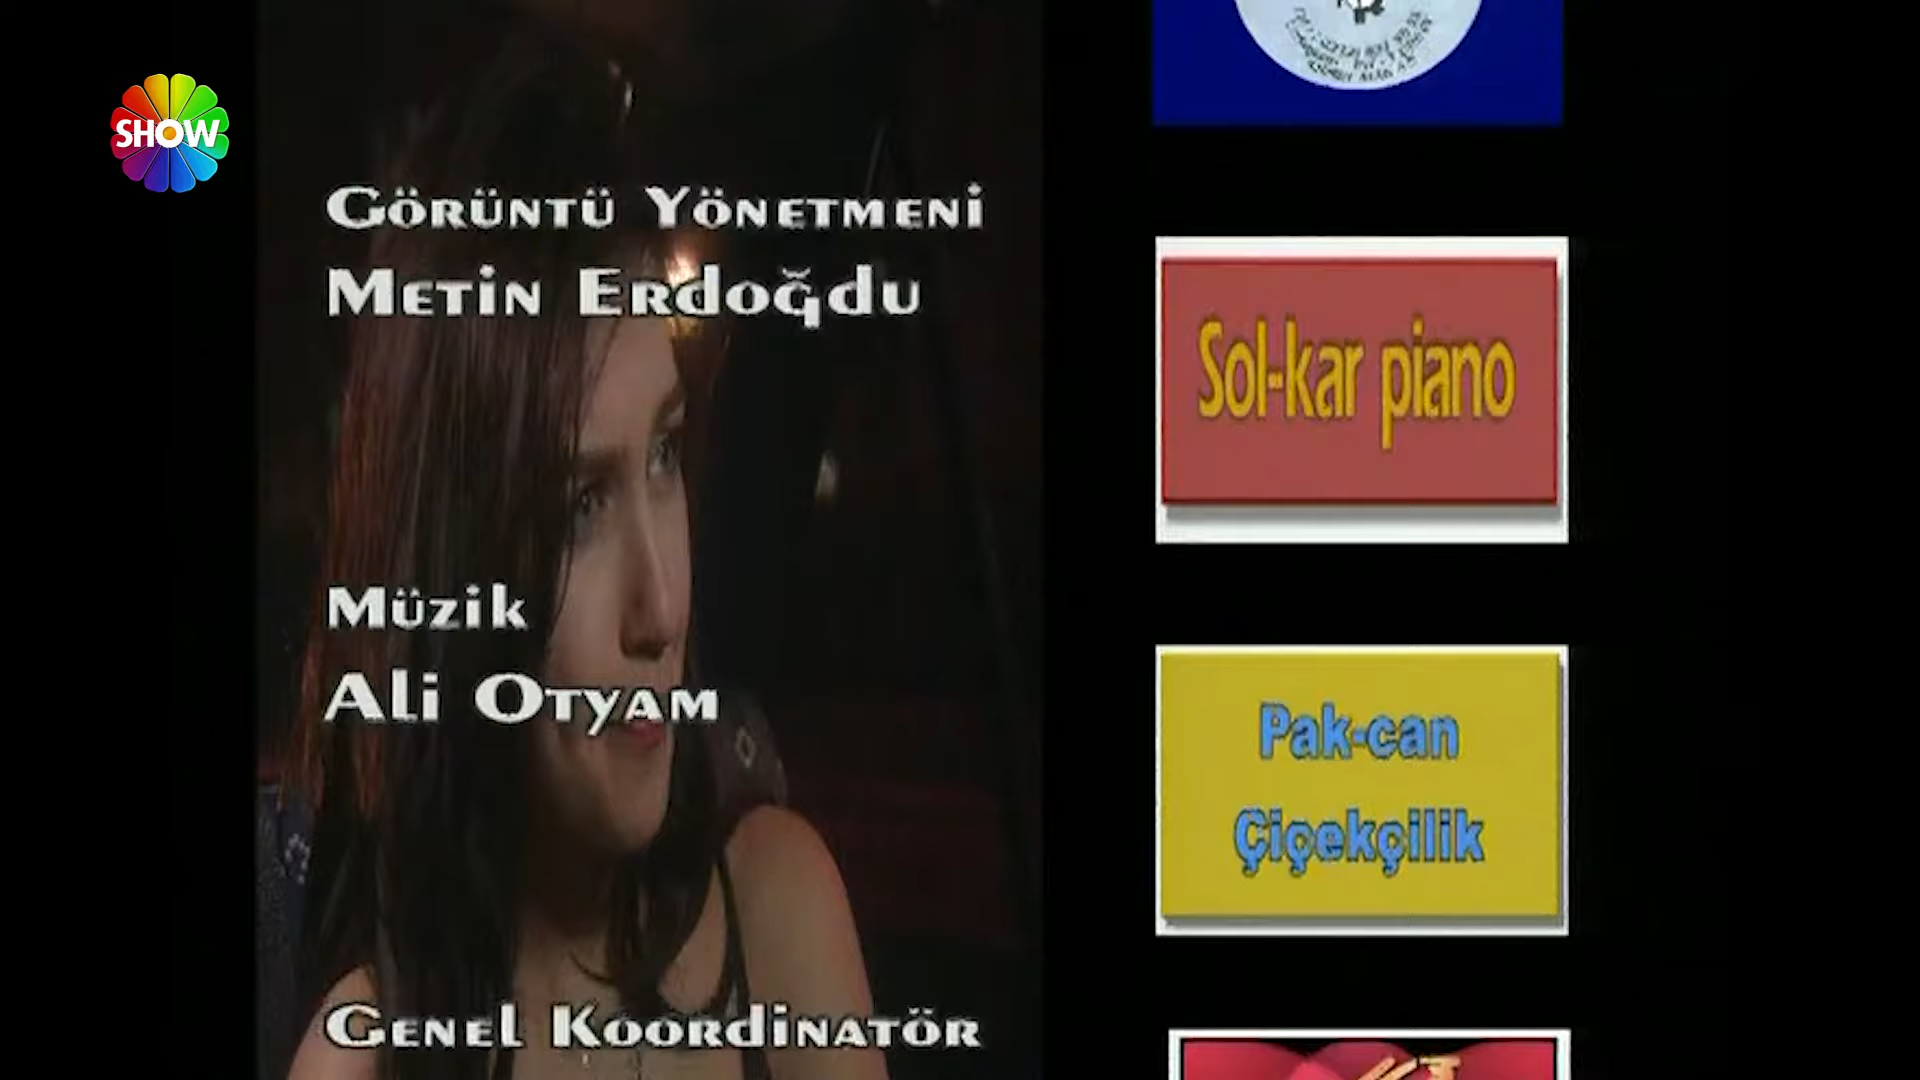 SHOW
Görüntü Yönetmeni
Metin Erdoğdu
Müzik
Ali Otyam
Genel Koordinatör
Sol-kar piano
Pak-can
Çiçekçilik